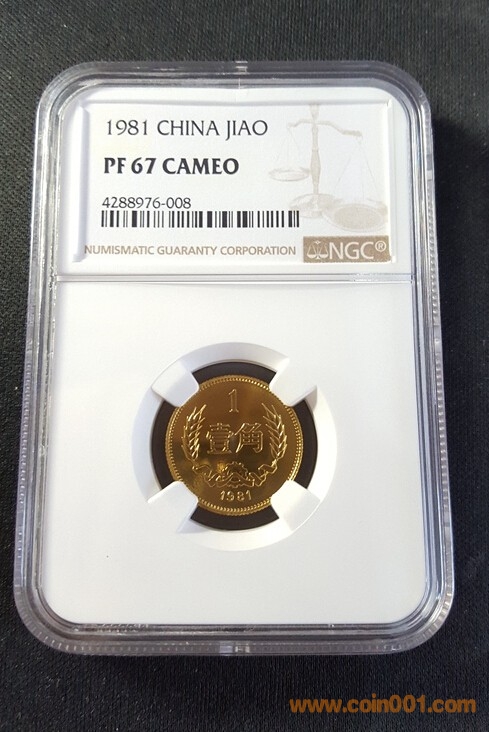 1981 CHINA JIAO
PF 67 CAMEO
4288976-008
NUMISMATIC GUARANTY CORPORATION NGC®
1
壹角
1981
www.coin001.com